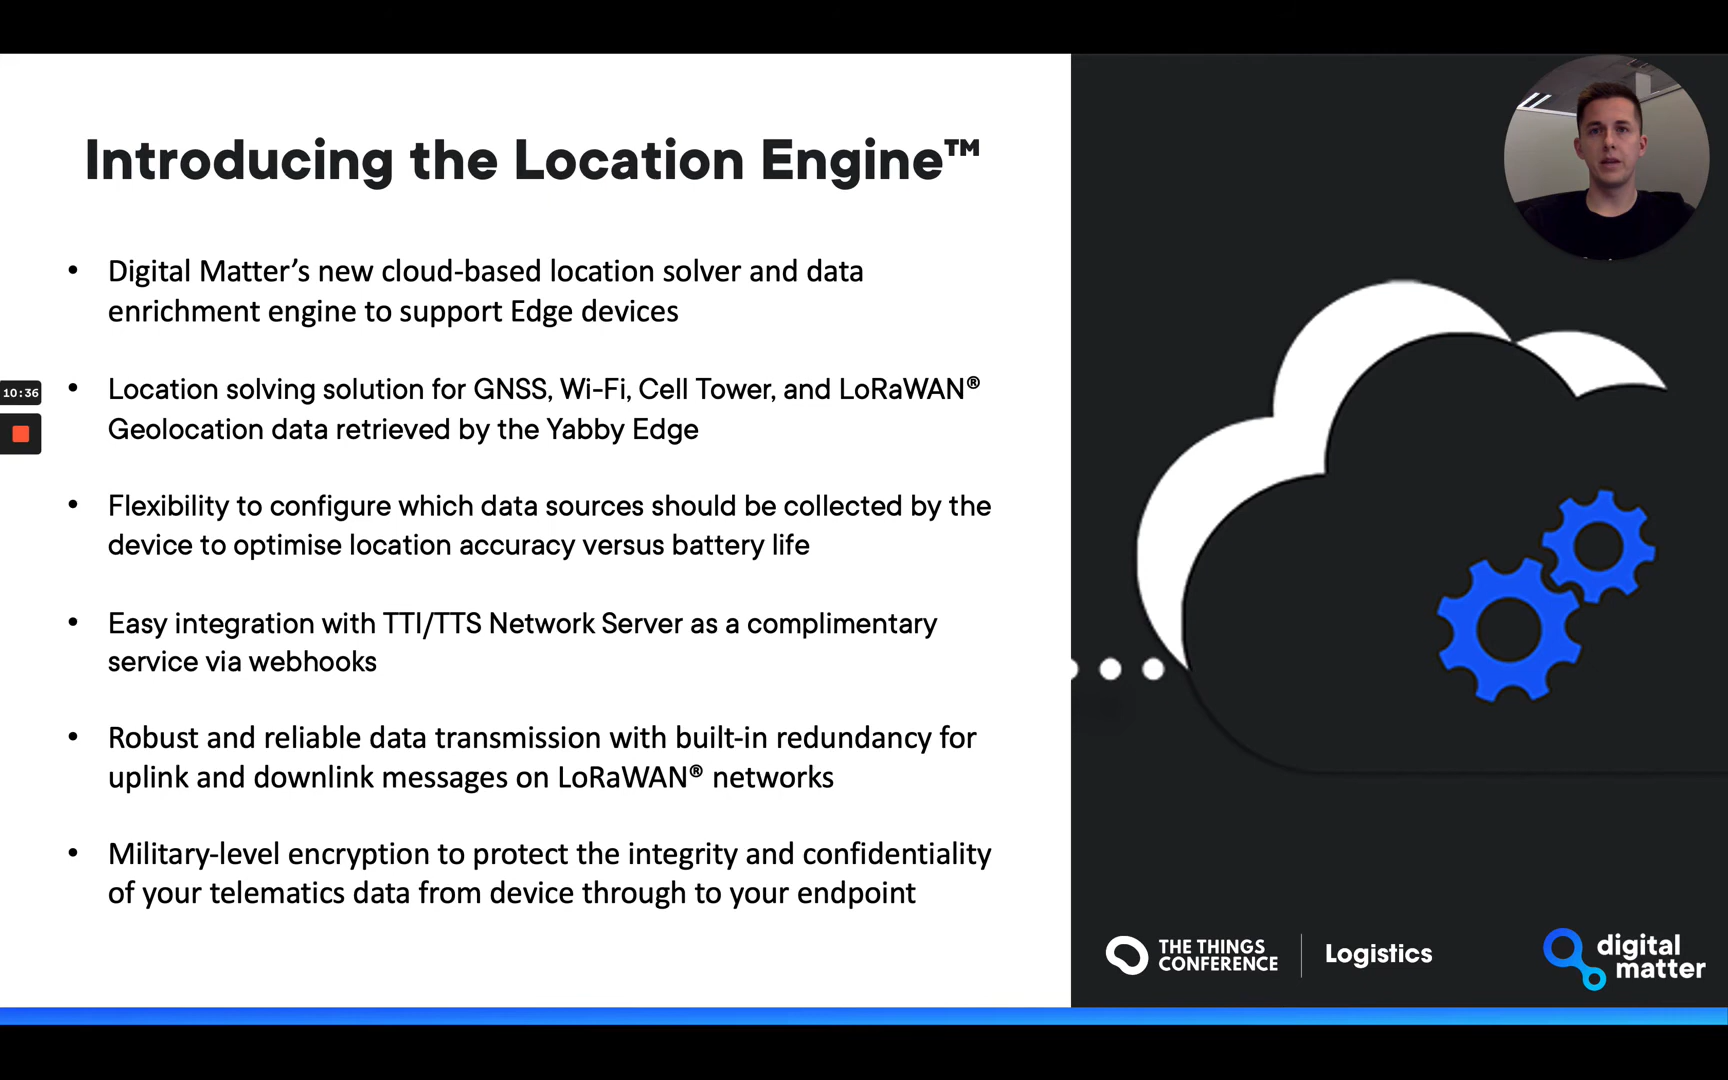 Introducing the Location Engine™
• Digital Matter’s new cloud-based location solver and data
enrichment engine to support Edge devices
• Location solving solution for GNSS, Wi-Fi, Cell Tower, and LoRaWAN®
Geolocation data retrieved by the Yabby Edge
• Flexibility to configure which data sources should be collected by the
device to optimise location accuracy versus battery life
• Easy integration with TTI/TTS Network Server as a complimentary
service via webhooks
• Robust and reliable data transmission with built-in redundancy for
uplink and downlink messages on LoRaWAN® networks
• Military-level encryption to protect the integrity and confidentiality
of your telematics data from device through to your endpoint
10:36
THE THINGS
CONFERENCE
Logistics
digital
matter